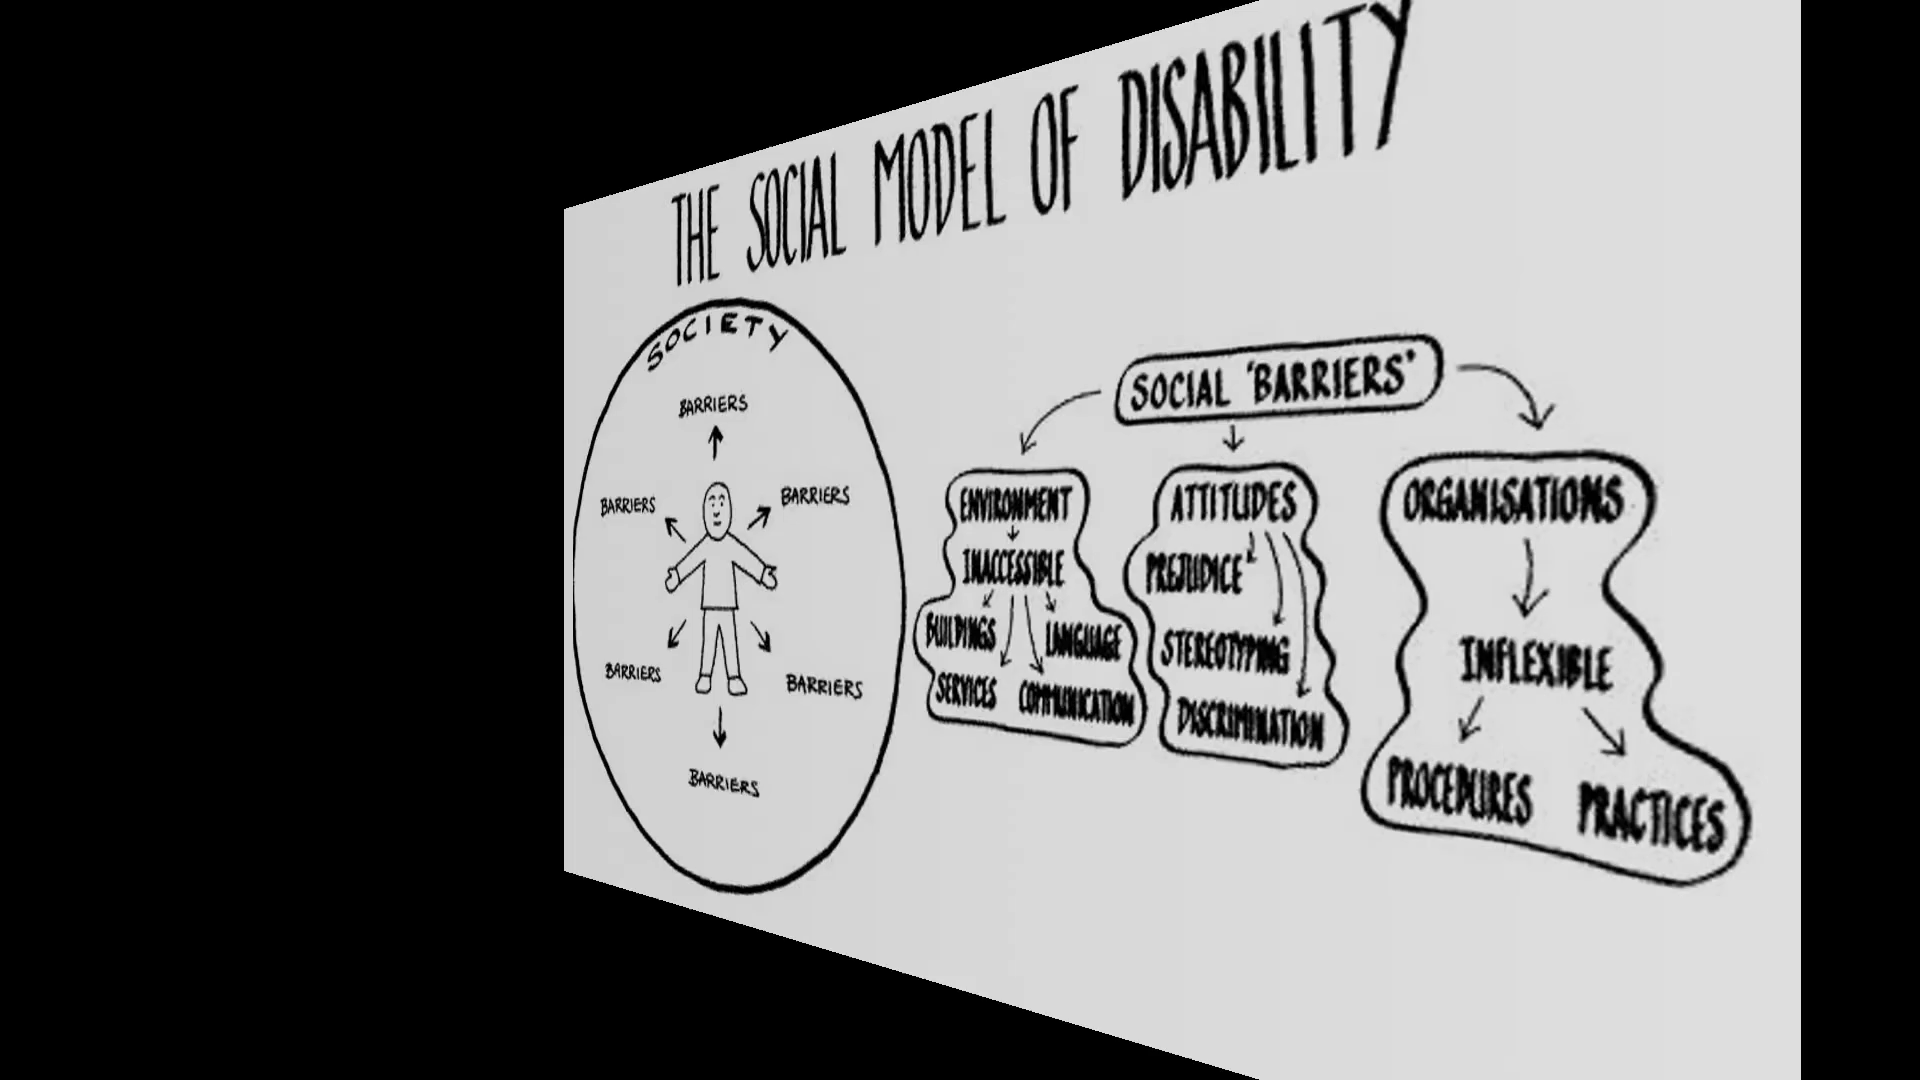 THE SOCIAL MODEL OF DISABILITY
SOCIETY
BARRIERS
BARRIERS
BARRIERS
BARRIERS
BARRIERS
BARRIERS
SOCIAL 'BARRIERS'
ENVIRONMENT
INACCESSIBLE
BUILDINGS
LANGUAGE
SERVICES
COMMUNICATION
ATTITUDES
PREJUDICE
STEREOTYPING
DISCRIMINATION
ORGANISATIONS
INFLEXIBLE
PROCEDURES
PRACTICES